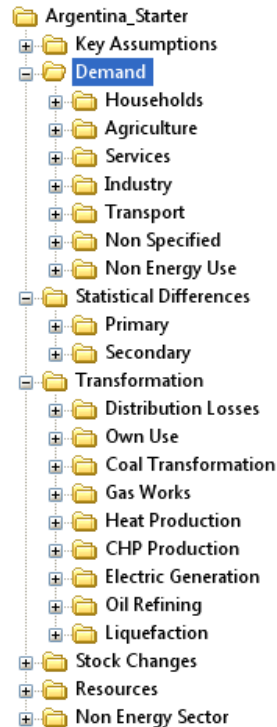 Argentina_Starter
Key Assumptions
Demand
Households
Agriculture
Services
Industry
Transport
Non Specified
Non Energy Use
Statistical Differences
Primary
Secondary
Transformation
Distribution Losses
Own Use
Coal Transformation
Gas Works
Heat Production
CHP Production
Electric Generation
Oil Refining
Liquefaction
Stock Changes
Resources
Non Energy Sector